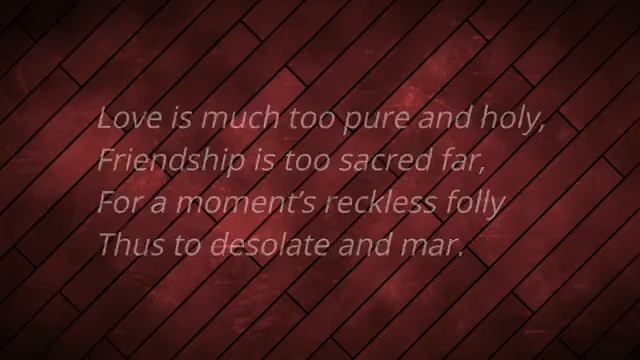 Love is much too pure and holy,
Friendship is too sacred far,
For a moment’s reckless folly
Thus to desolate and mar.